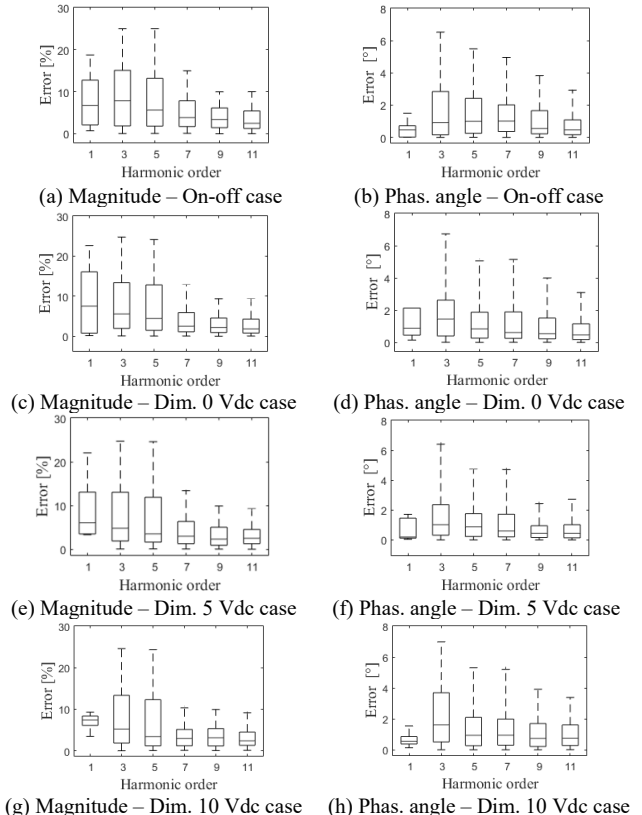 30
20
10
0
Error [%]
1 3 5 7 9 11
Harmonic order
(a) Magnitude – On-off case
8
6
4
2
0
Error [°]
1 3 5 7 9 11
Harmonic order
(b) Phas. angle – On-off case
30
20
10
0
Error [%]
1 3 5 7 9 11
Harmonic order
(c) Magnitude – Dim. 0 Vdc case
8
6
4
2
0
Error [°]
1 3 5 7 9 11
Harmonic order
(d) Phas. angle – Dim. 0 Vdc case
30
20
10
0
Error [%]
1 3 5 7 9 11
Harmonic order
(e) Magnitude – Dim. 5 Vdc case
8
6
4
2
0
Error [°]
1 3 5 7 9 11
Harmonic order
(f) Phas. angle – Dim. 5 Vdc case
30
20
10
0
Error [%]
1 3 5 7 9 11
Harmonic order
(g) Magnitude – Dim. 10 Vdc case
8
6
4
2
0
Error [°]
1 3 5 7 9 11
Harmonic order
(h) Phas. angle – Dim. 10 Vdc case